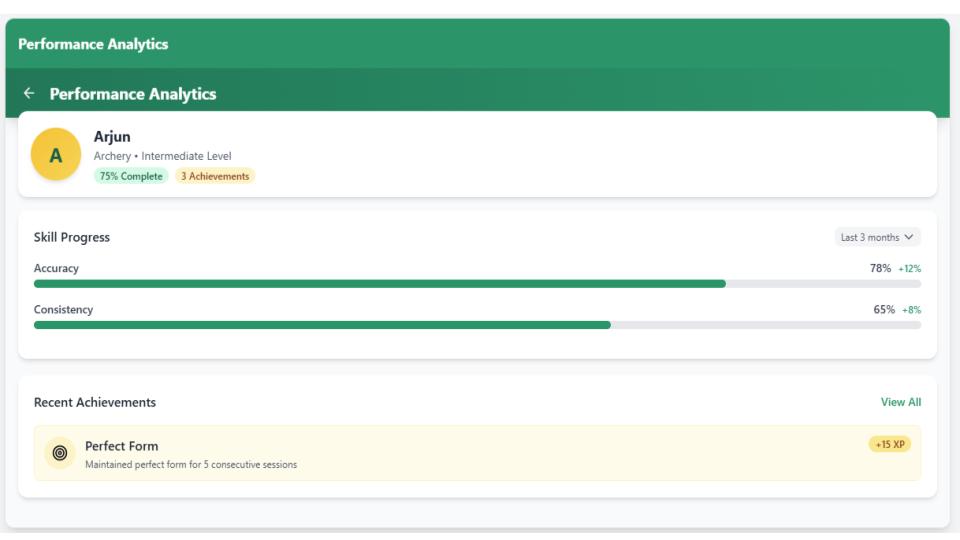 Performance Analytics
← Performance Analytics
A
Arjun
Archery • Intermediate Level
75% Complete 3 Achievements
Skill Progress Last 3 months
Accuracy 78% +12%
Consistency 65% +8%
Recent Achievements View All
Perfect Form +15 XP
Maintained perfect form for 5 consecutive sessions